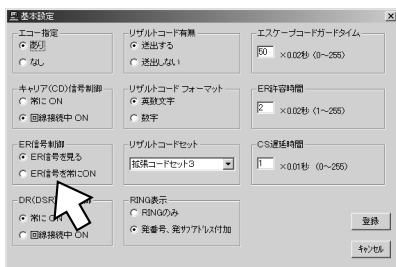 基本設定
エコー指定
有り
なし
キャリア(CD)信号制御
常に ON
回線接続中 ON
ER信号制御
ER信号を見る
ER信号を常にON
DR(DSR)
常に ON
回線接続中 ON
リザルトコード有無
送出する
送出しない
リザルトコード フォーマット
英数文字
数字
リザルトコードセット
拡張コードセット3
RING表示
RINGのみ
発番号、発サブアドレス付加
エスケープコードガードタイム
50 ×0.02秒 (0~255)
ER許容時間
2 ×0.02秒 (1~255)
CS遅延時間
1 ×0.01秒 (0~255)
登録
キャンセル